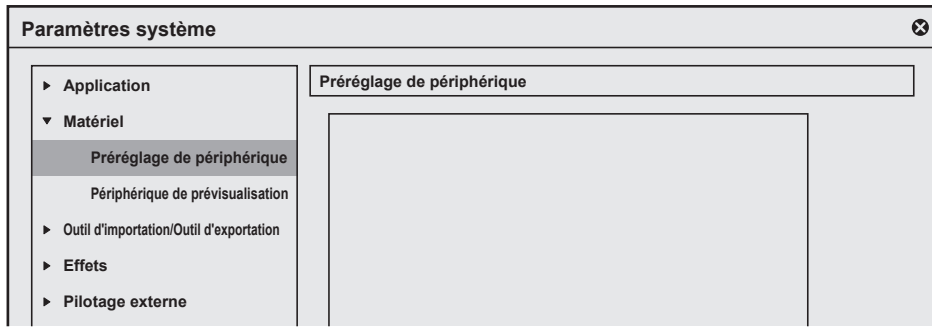 Paramètres système
Application
Matériel
Préréglage de périphérique
Périphérique de prévisualisation
Outil d'importation/Outil d'exportation
Effets
Pilotage externe
Préréglage de périphérique